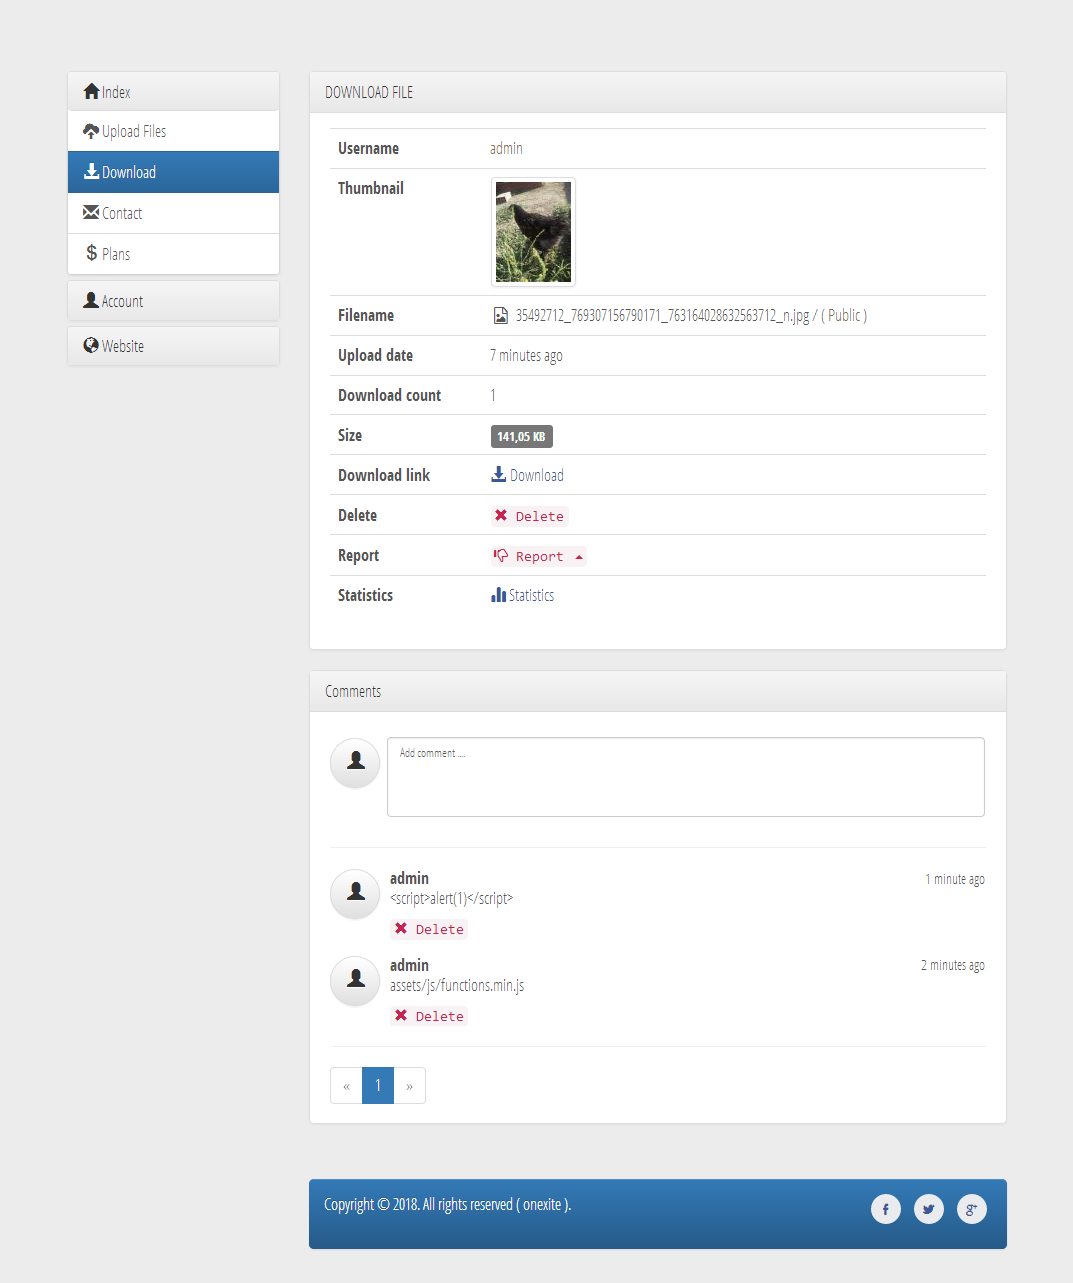 Index
Upload Files
Download
Contact
Plans
Account
Website
DOWNLOAD FILE
Username admin
Thumbnail
Filename 35492712_769307156790171_763164028632563712_n.jpg / ( Public )
Upload date 7 minutes ago
Download count 1
Size 141,05 KB
Download link Download
Delete Delete
Report Report
Statistics Statistics
Comments
Add comment ....
admin 1 minute ago
<script>alert(1)</script>
Delete
admin 2 minutes ago
assets/js/functions.min.js
Delete
« 1 »
Copyright © 2018. All rights reserved ( onexite ).